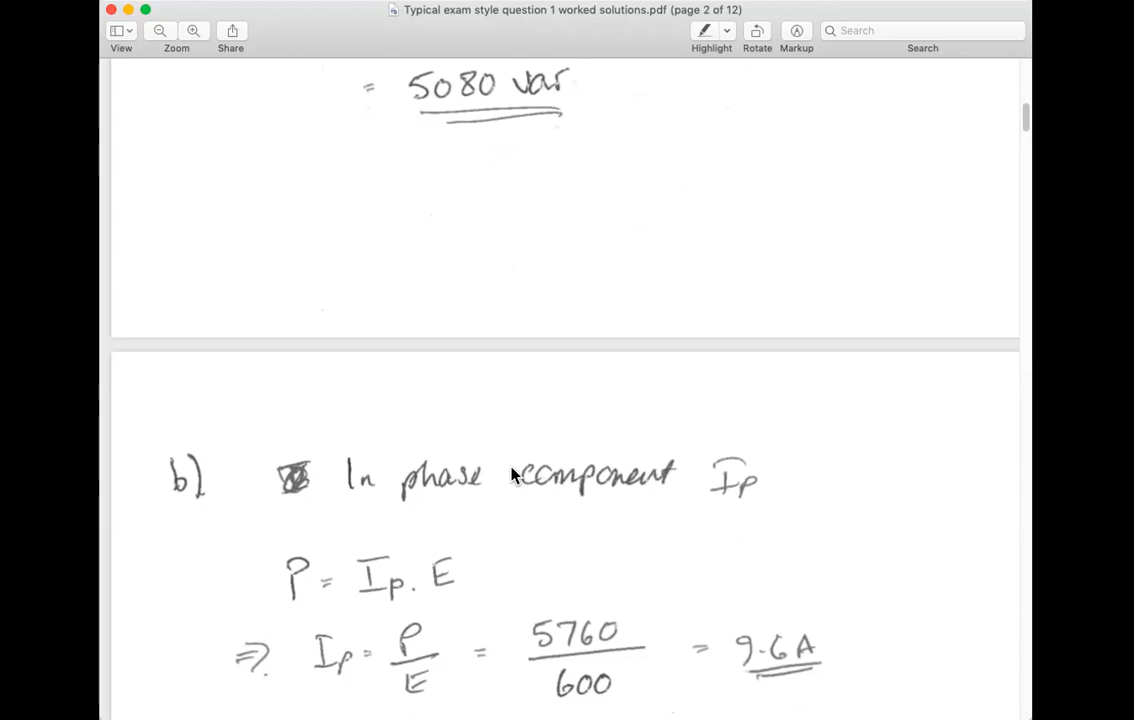 Typical exam style question 1 worked solutions.pdf (page 2 of 12)
Search
View Zoom Share Highlight Rotate Markup Search
= 5080 var
b) In phase component Ip
P = Ip . E
⇒ Ip = P/E = 5760/600 = 9.6A